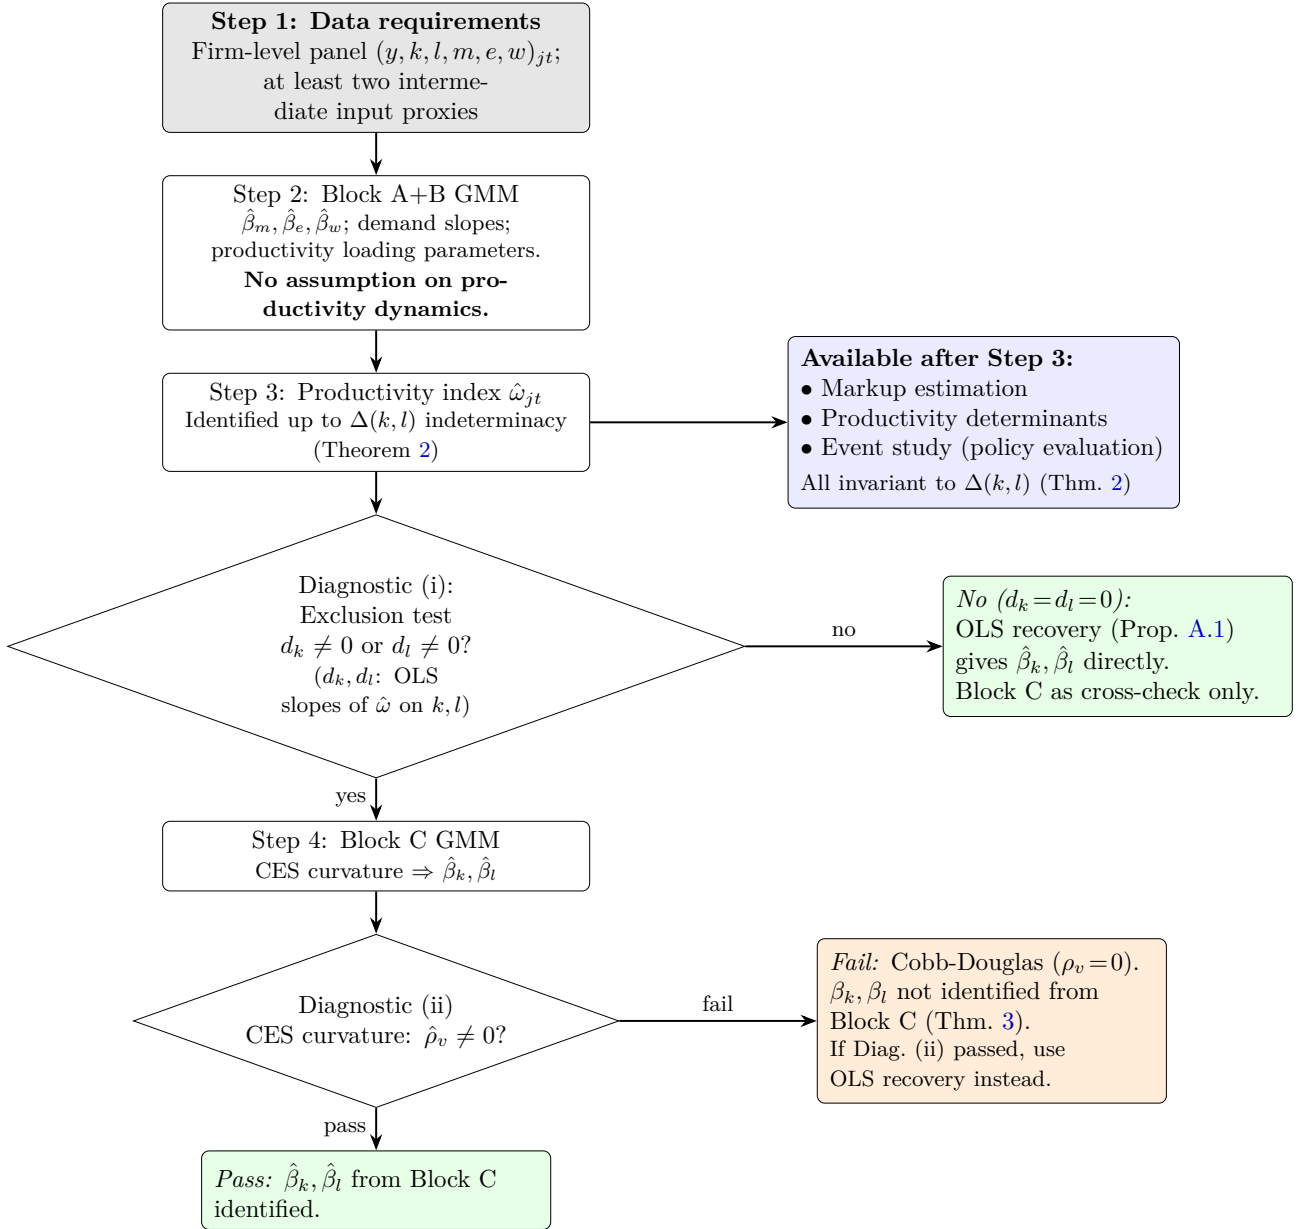 Step 1: Data requirements
Firm-level panel (y, k, l, m, e, w)_{jt};
at least two interme-
diate input proxies
Step 2: Block A+B GMM
β̂_m, β̂_e, β̂_w; demand slopes;
productivity loading parameters.
No assumption on pro-
ductivity dynamics.
Step 3: Productivity index ω̂_{jt}
Identified up to Δ(k, l) indeterminacy
(Theorem 2)
Available after Step 3:
• Markup estimation
• Productivity determinants
• Event study (policy evaluation)
All invariant to Δ(k, l) (Thm. 2)
Diagnostic (i):
Exclusion test
d_k ≠ 0 or d_l ≠ 0?
(d_k, d_l: OLS
slopes of ω̂ on k, l)
no
No (d_k = d_l = 0):
OLS recovery (Prop. A.1)
gives β̂_k, β̂_l directly.
Block C as cross-check only.
yes
Step 4: Block C GMM
CES curvature ⇒ β̂_k, β̂_l
Diagnostic (ii)
CES curvature: ρ̂_v ≠ 0?
fail
Fail: Cobb-Douglas (ρ_v = 0).
β_k, β_l not identified from
Block C (Thm. 3).
If Diag. (ii) passed, use
OLS recovery instead.
pass
Pass: β̂_k, β̂_l from Block C
identified.